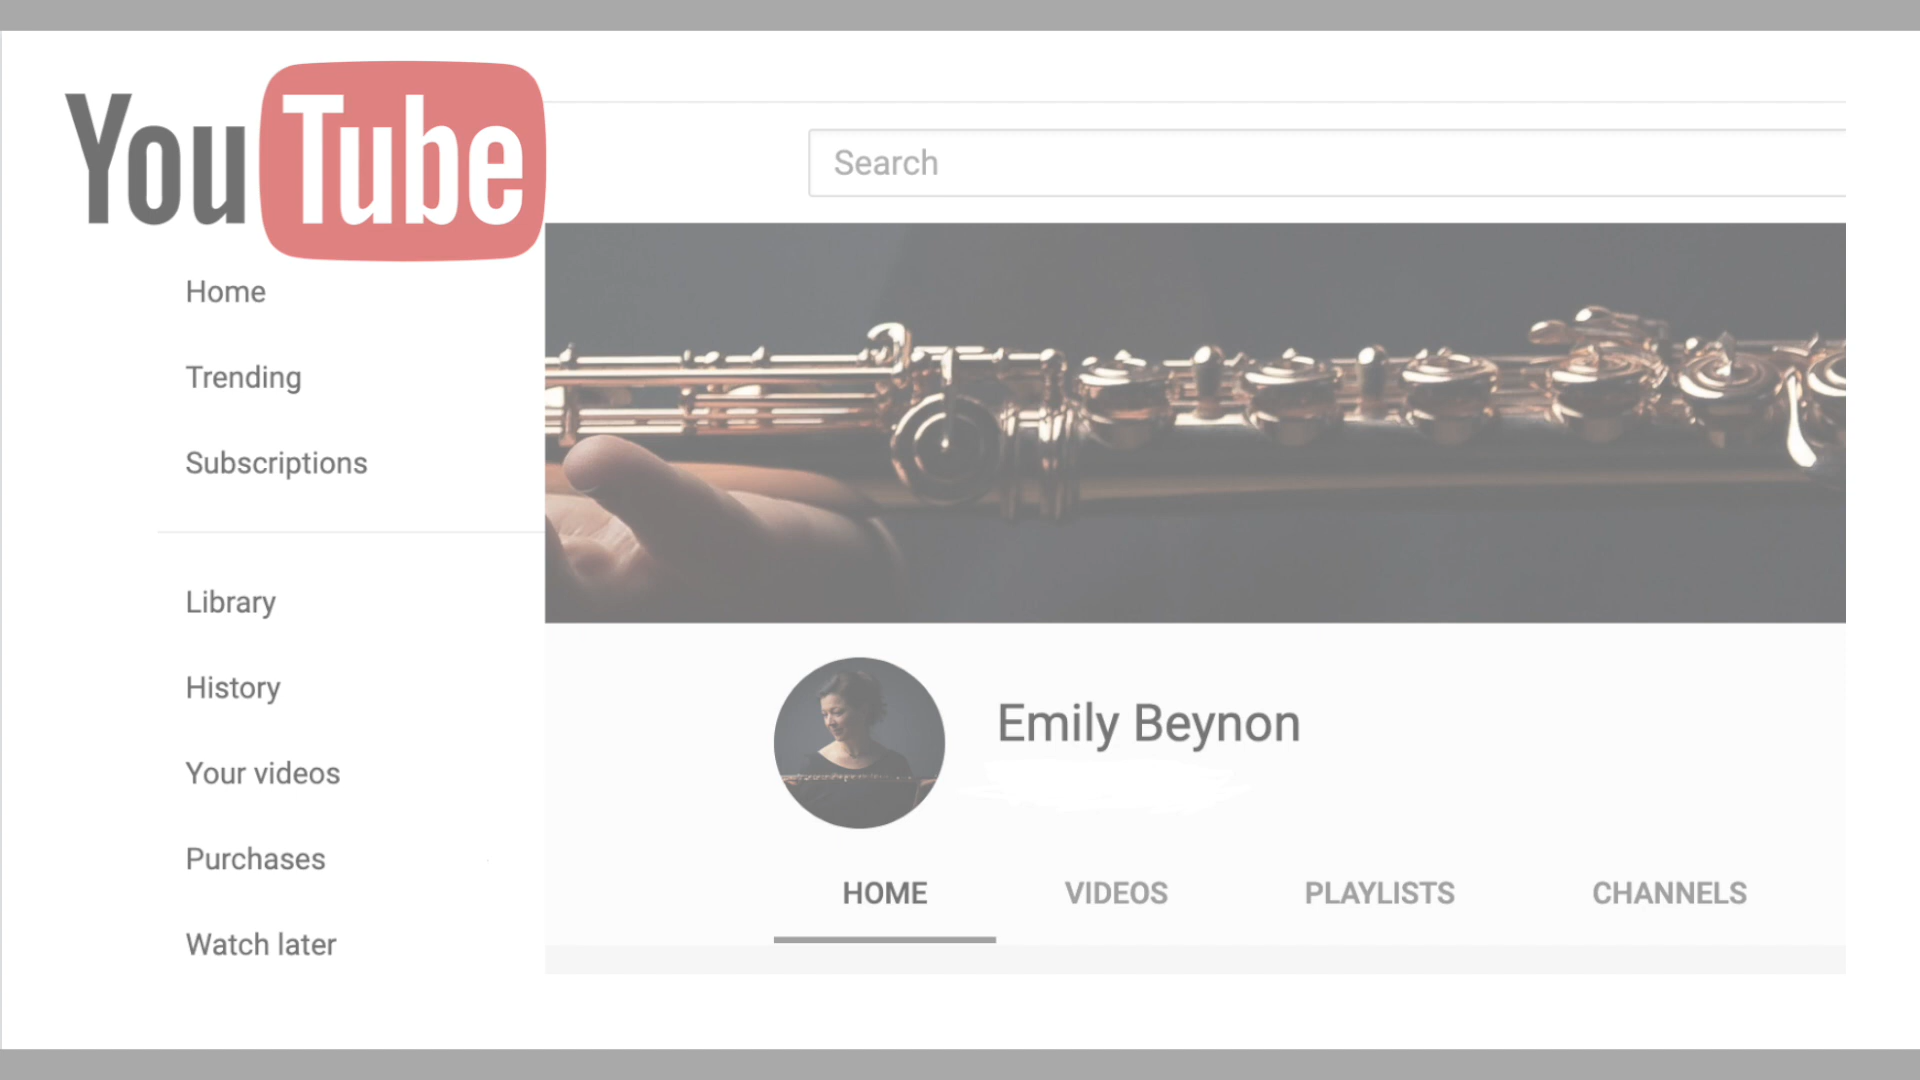 YouTube
Search
Home
Trending
Subscriptions
Library
History
Your videos
Purchases
Watch later
Emily Beynon
HOME VIDEOS PLAYLISTS CHANNELS